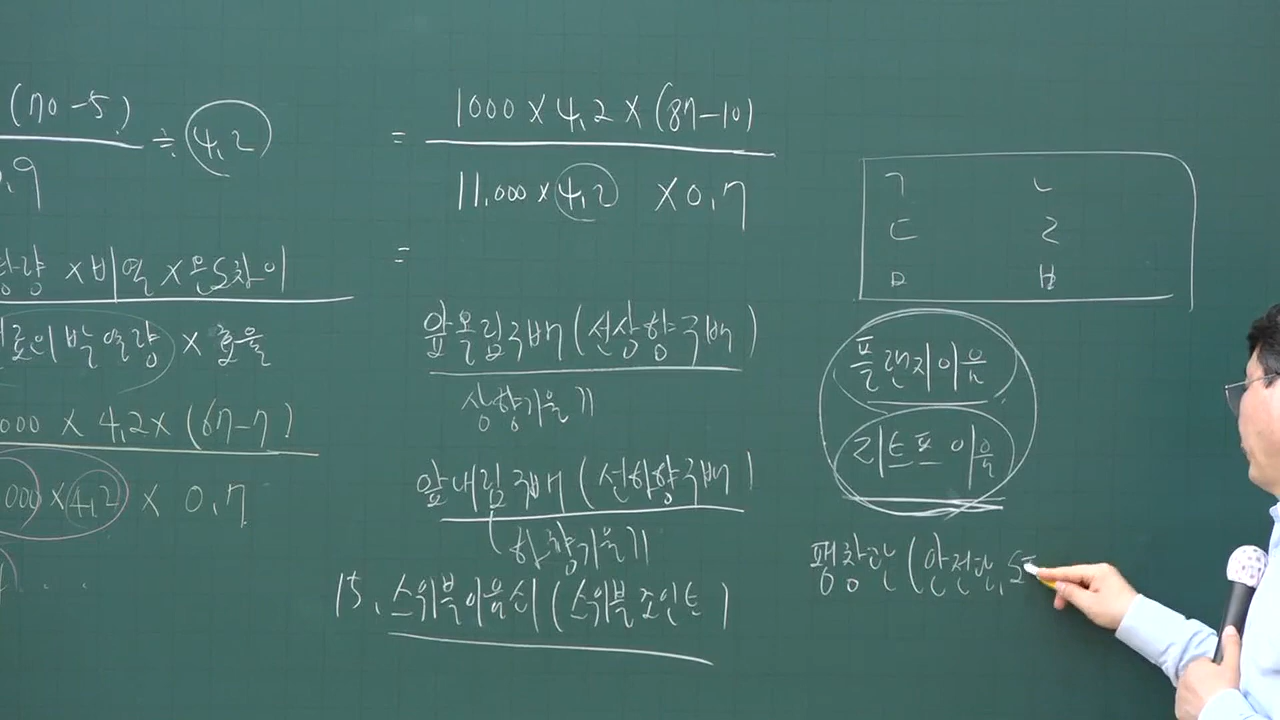 (70-5)
÷ 4,2
,9
량 × 비열 × 온도차이
연료의 발열량 × 효율
000 × 4,2 × (67-7)
000 × 4,2 × 0,7
= 1000 × 4,2 × (87-10)
11,000 × 4,2 × 0,7
=
앞올림구배 (선상향구배)
상향기울기
앞내림구배 (선하향구배)
(하향기울기
15. 스위블이음쇠 (스위블조인트)
ㄱ ㄴ
ㄷ ㄹ
ㅁ ㅂ
플랜지이음
리트포이음
팽창관 (안전관,